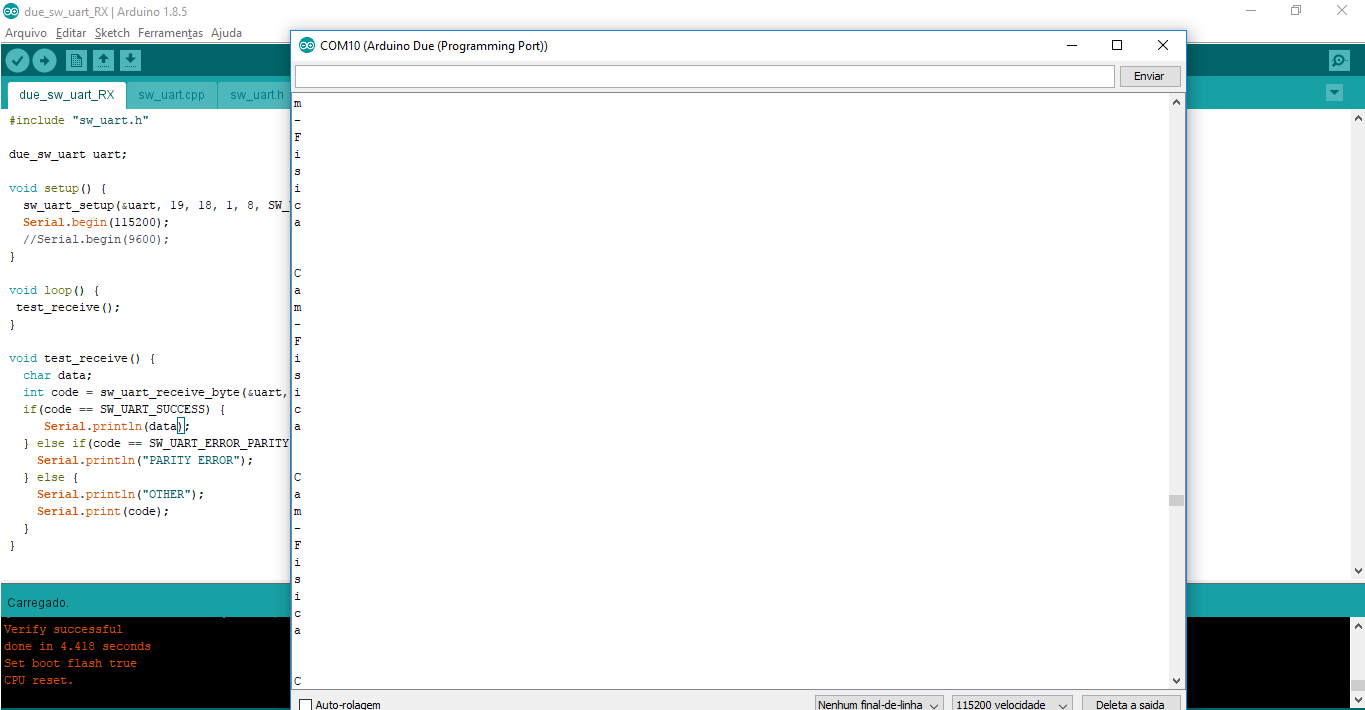 due_sw_uart_RX | Arduino 1.8.5
Arquivo Editar Sketch Ferramentas Ajuda
due_sw_uart_RX sw_uart.cpp sw_uart.h
#include "sw_uart.h"
due_sw_uart uart;
void setup() {
sw_uart_setup(&uart, 19, 18, 1, 8, SW_
Serial.begin(115200);
//Serial.begin(9600);
}
void loop() {
test_receive();
}
void test_receive() {
char data;
int code = sw_uart_receive_byte(&uart,
if(code == SW_UART_SUCCESS) {
Serial.println(data);
} else if(code == SW_UART_ERROR_PARITY
Serial.println("PARITY ERROR");
} else {
Serial.println("OTHER");
Serial.print(code);
}
}
Carregado.
Verify successful
done in 4.418 seconds
Set boot flash true
CPU reset.
COM10 (Arduino Due (Programming Port))
Enviar
m
-
F
i
s
i
c
a
C
a
m
-
F
i
s
i
c
a
C
a
m
-
F
i
s
i
c
a
C
Auto-rolagem
Nenhum final-de-linha
115200 velocidade
Deleta a saida